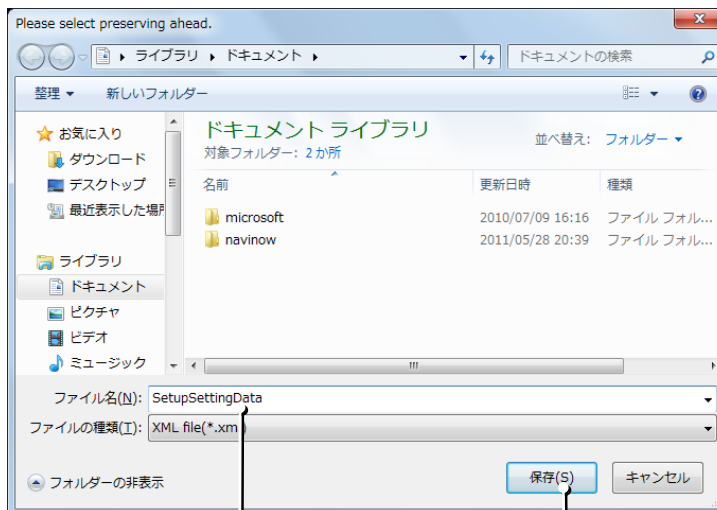 Please select preserving ahead.
ライブラリ ドキュメント ドキュメントの検索
整理 新しいフォルダー
お気に入り
ダウンロード
デスクトップ
最近表示した場所
ライブラリ
ドキュメント
ピクチャ
ビデオ
ミュージック
ドキュメント ライブラリ
対象フォルダー: 2か所
並べ替え: フォルダー
名前 更新日時 種類
microsoft 2010/07/09 16:16 ファイル フォル...
navinow 2011/05/28 20:39 ファイル フォル...
ファイル名(N): SetupSettingData
ファイルの種類(T): XML file(*.xml)
フォルダーの非表示 保存(S) キャンセル